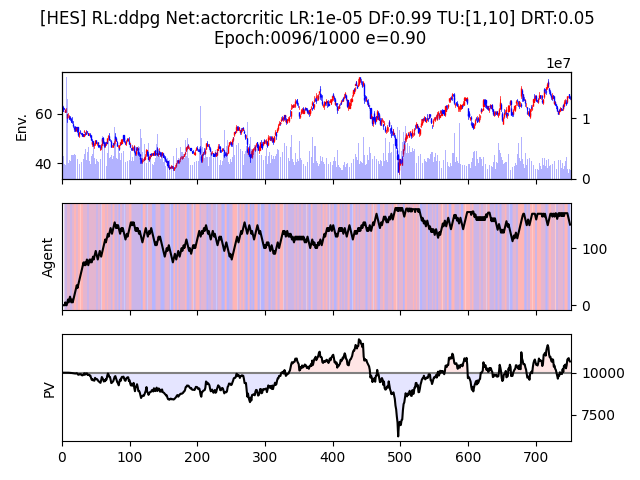 [HES] RL:ddpg Net:actorcritic LR:1e-05 DF:0.99 TU:[1,10] DRT:0.05
Epoch:0096/1000 e=0.90
1e7
Env.
60
40
1
0
Agent
100
0
PV
10000
7500
0 100 200 300 400 500 600 700